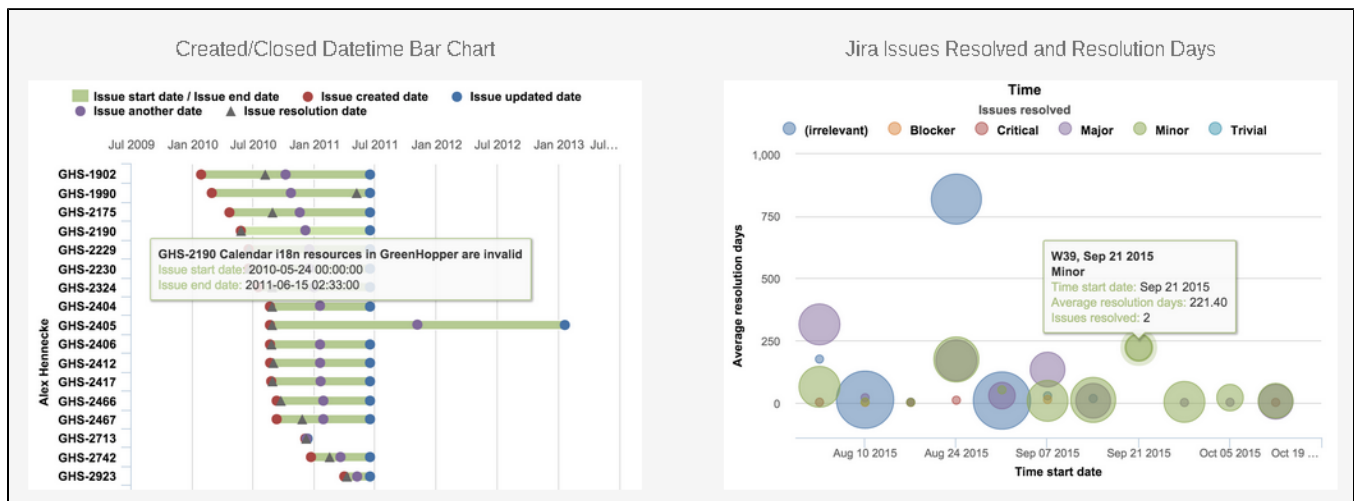 Created/Closed Datetime Bar Chart
Issue start date / Issue end date Issue created date Issue updated date
Issue another date Issue resolution date
Jul 2009 Jan 2010 Jul 2010 Jan 2011 Jul 2011 Jan 2012 Jul 2012 Jan 2013 Jul...
Alex Hennecke
GHS-1902
GHS-1990
GHS-2175
GHS-2190
GHS-2229
GHS-2230
GHS-2324
GHS-2404
GHS-2405
GHS-2406
GHS-2412
GHS-2417
GHS-2466
GHS-2467
GHS-2713
GHS-2742
GHS-2923
GHS-2190 Calendar i18n resources in GreenHopper are invalid
Issue start date: 2010-05-24 00:00:00
Issue end date: 2011-06-15 02:33:00
Jira Issues Resolved and Resolution Days
Time
Issues resolved
(irrelevant) Blocker Critical Major Minor Trivial
Average resolution days
1,000
750
500
250
0
W39, Sep 21 2015
Minor
Time start date: Sep 21 2015
Average resolution days: 221.40
Issues resolved: 2
Aug 10 2015 Aug 24 2015 Sep 07 2015 Sep 21 2015 Oct 05 2015 Oct 19 ...
Time start date